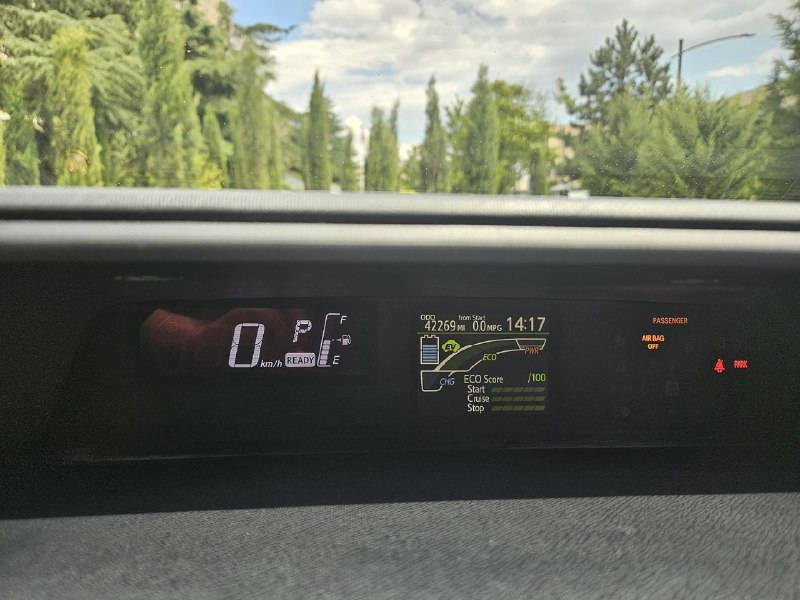 0 km/h
P
READY
F
E
ODO from Start
42269 MI 0.0 MPG 14:17
EV
ECO
PWR
CHG
ECO Score /100
Start
Cruise
Stop
PASSENGER
AIR BAG
OFF
PARK